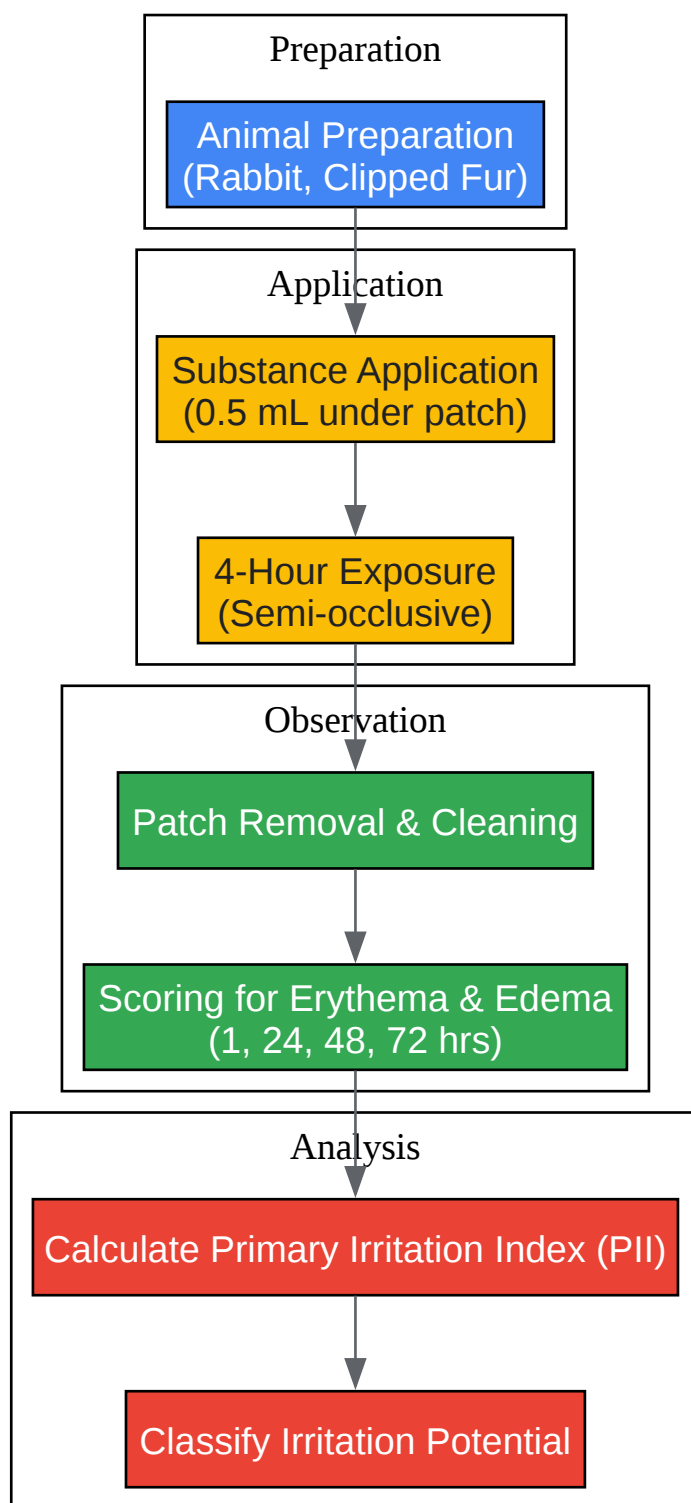 Preparation
Animal Preparation
(Rabbit, Clipped Fur)
Application
Substance Application
(0.5 mL under patch)
4-Hour Exposure
(Semi-occlusive)
Observation
Patch Removal & Cleaning
Scoring for Erythema & Edema
(1, 24, 48, 72 hrs)
Analysis
Calculate Primary Irritation Index (PII)
Classify Irritation Potential